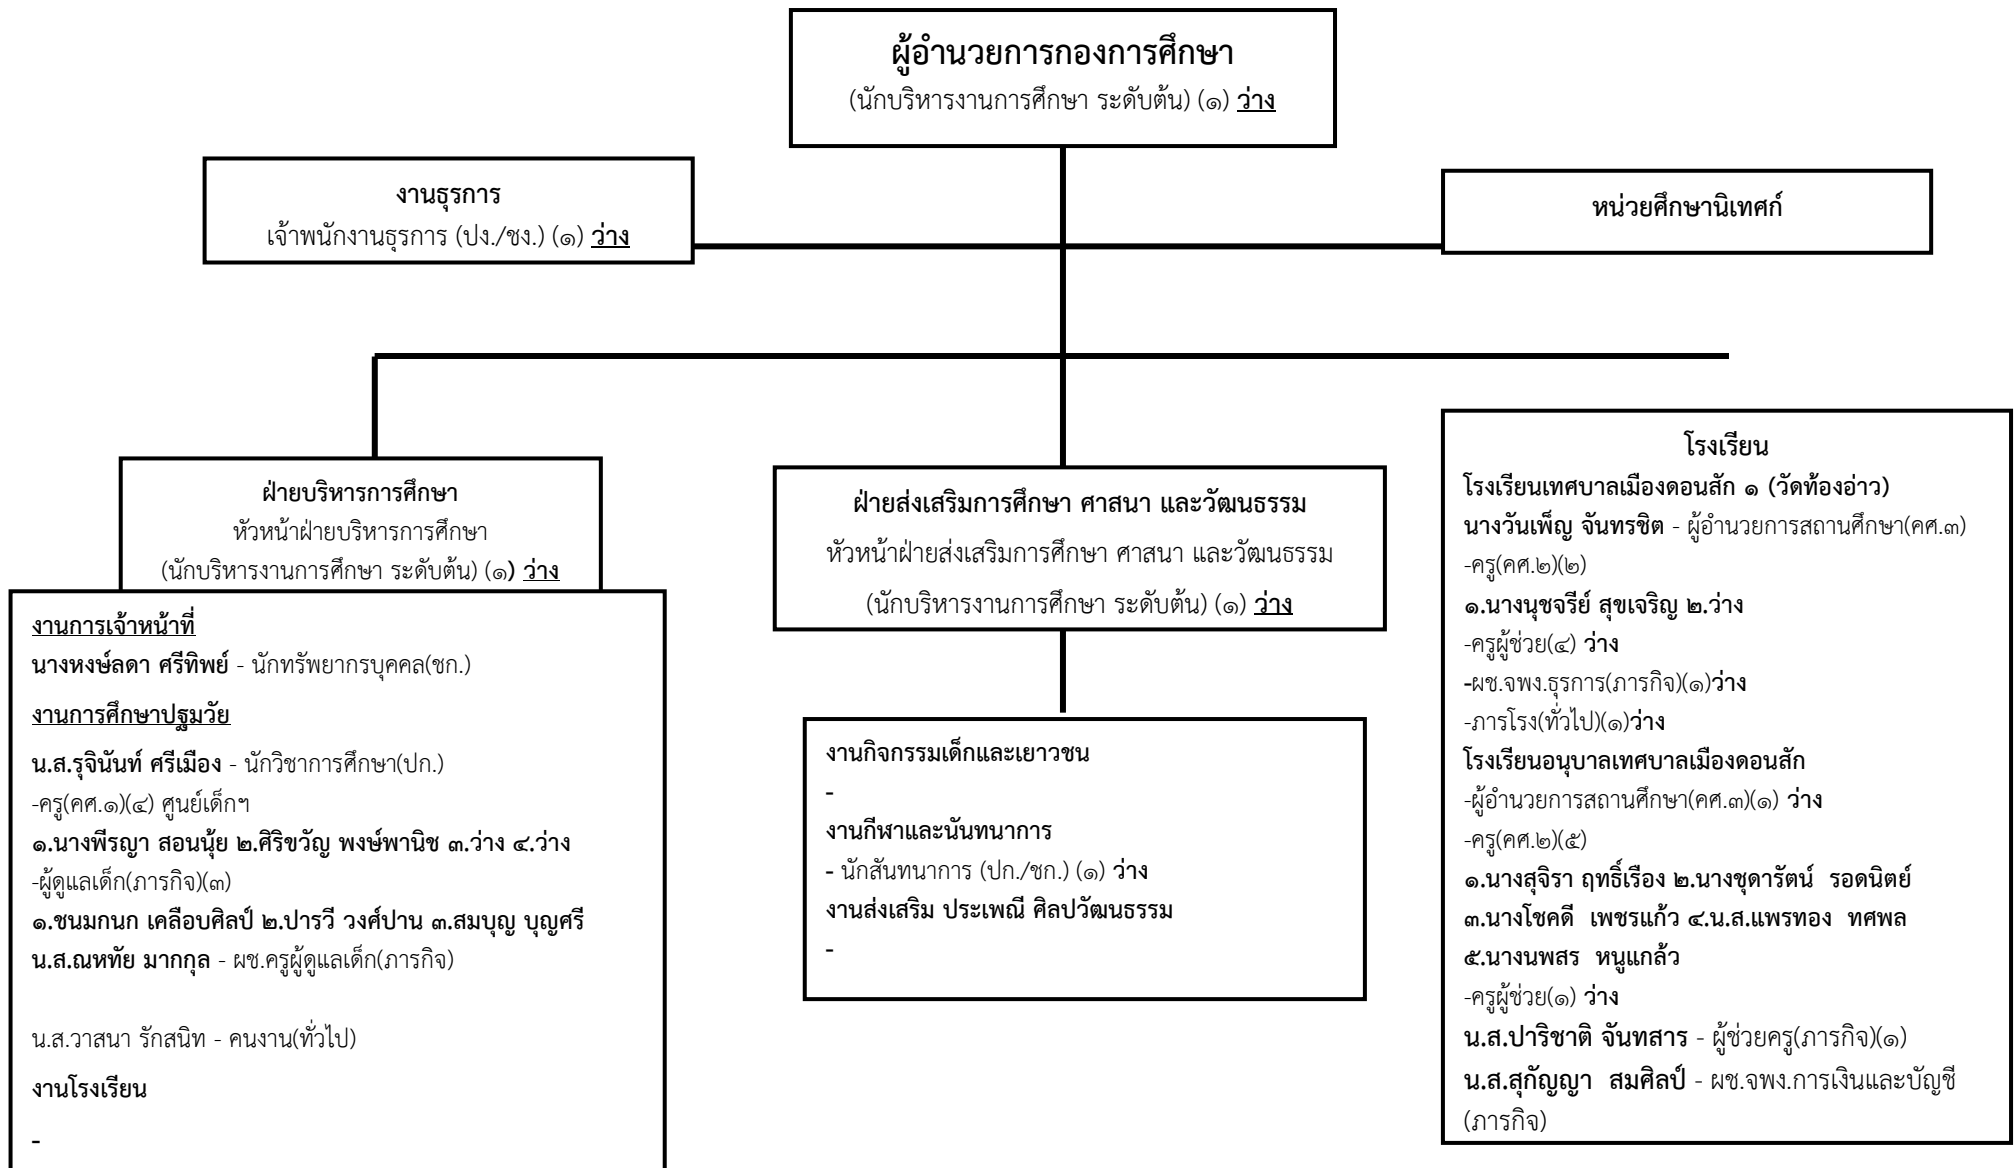 ผู้อำนวยการกองการศึกษา
(นักบริหารงานการศึกษา ระดับต้น) (๑) ว่าง
งานธุรการ
เจ้าพนักงานธุรการ (ปง./ชง.) (๑) ว่าง
หน่วยศึกษานิเทศก์
ฝ่ายบริหารการศึกษา
หัวหน้าฝ่ายบริหารการศึกษา
(นักบริหารงานการศึกษา ระดับต้น) (๑) ว่าง
งานการเจ้าหน้าที่
นางหงษ์ลดา ศรีทิพย์ - นักทรัพยากรบุคคล(ชก.)
งานการศึกษาปฐมวัย
น.ส.รุจินันท์ ศรีเมือง - นักวิชาการศึกษา(ปก.)
-ครู(คศ.๑)(๔) ศูนย์เด็กฯ
๑.นางพีรญา สอนนุ้ย ๒.ศิริขวัญ พงษ์พานิช ๓.ว่าง ๔.ว่าง
-ผู้ดูแลเด็ก(ภารกิจ)(๓)
๑.ชนมกนก เคลือบศิลป์ ๒.ปารวี วงศ์ปาน ๓.สมบุญ บุญศรี
น.ส.ณหทัย มากกุล - ผช.ครูผู้ดูแลเด็ก(ภารกิจ)
น.ส.วาสนา รักสนิท - คนงาน(ทั่วไป)
งานโรงเรียน
-
ฝ่ายส่งเสริมการศึกษา ศาสนา และวัฒนธรรม
หัวหน้าฝ่ายส่งเสริมการศึกษา ศาสนา และวัฒนธรรม
(นักบริหารงานการศึกษา ระดับต้น) (๑) ว่าง
งานกิจกรรมเด็กและเยาวชน
-
งานกีฬาและนันทนาการ
- นักสันทนาการ (ปก./ชก.) (๑) ว่าง
งานส่งเสริม ประเพณี ศิลปวัฒนธรรม
-
โรงเรียน
โรงเรียนเทศบาลเมืองดอนสัก ๑ (วัดท้องอ่าว)
นางวันเพ็ญ จันทรชิต - ผู้อำนวยการสถานศึกษา(คศ.๓)
-ครู(คศ.๒)(๒)
๑.นางนุชจรีย์ สุขเจริญ ๒.ว่าง
-ครูผู้ช่วย(๔) ว่าง
-ผช.จพง.ธุรการ(ภารกิจ)(๑)ว่าง
-ภารโรง(ทั่วไป)(๑)ว่าง
โรงเรียนอนุบาลเทศบาลเมืองดอนสัก
-ผู้อำนวยการสถานศึกษา(คศ.๓)(๑) ว่าง
-ครู(คศ.๒)(๕)
๑.นางสุจิรา ฤทธิ์เรือง ๒.นางชุดารัตน์ รอดนิตย์
๓.นางโชคดี เพชรแก้ว ๔.น.ส.แพรทอง ทศพล
๕.นางนพสร หนูแกล้ว
-ครูผู้ช่วย(๑) ว่าง
น.ส.ปาริชาติ จันทสาร - ผู้ช่วยครู(ภารกิจ)(๑)
น.ส.สุกัญญา สมศิลป์ - ผช.จพง.การเงินและบัญชี
(ภารกิจ)